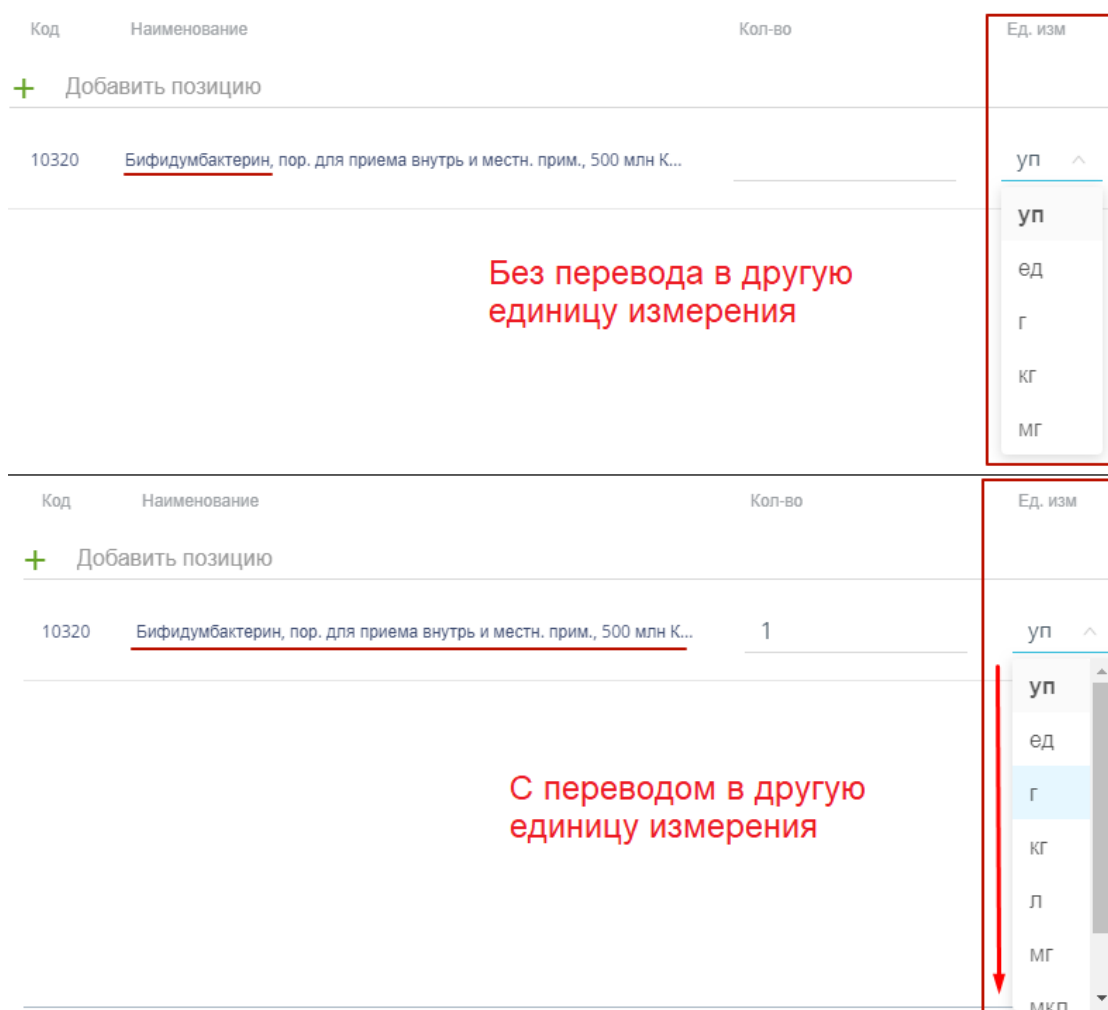 Код Наименование Кол-во Ед. изм
+ Добавить позицию
10320 Бифидумбактерин, пор. для приема внутрь и местн. прим., 500 млн К... уп
уп
ед
г
кг
мг
Без перевода в другую
единицу измерения
Код Наименование Кол-во Ед. изм
+ Добавить позицию
10320 Бифидумбактерин, пор. для приема внутрь и местн. прим., 500 млн К... 1 уп
уп
ед
г
кг
л
мг
мкл
С переводом в другую
единицу измерения